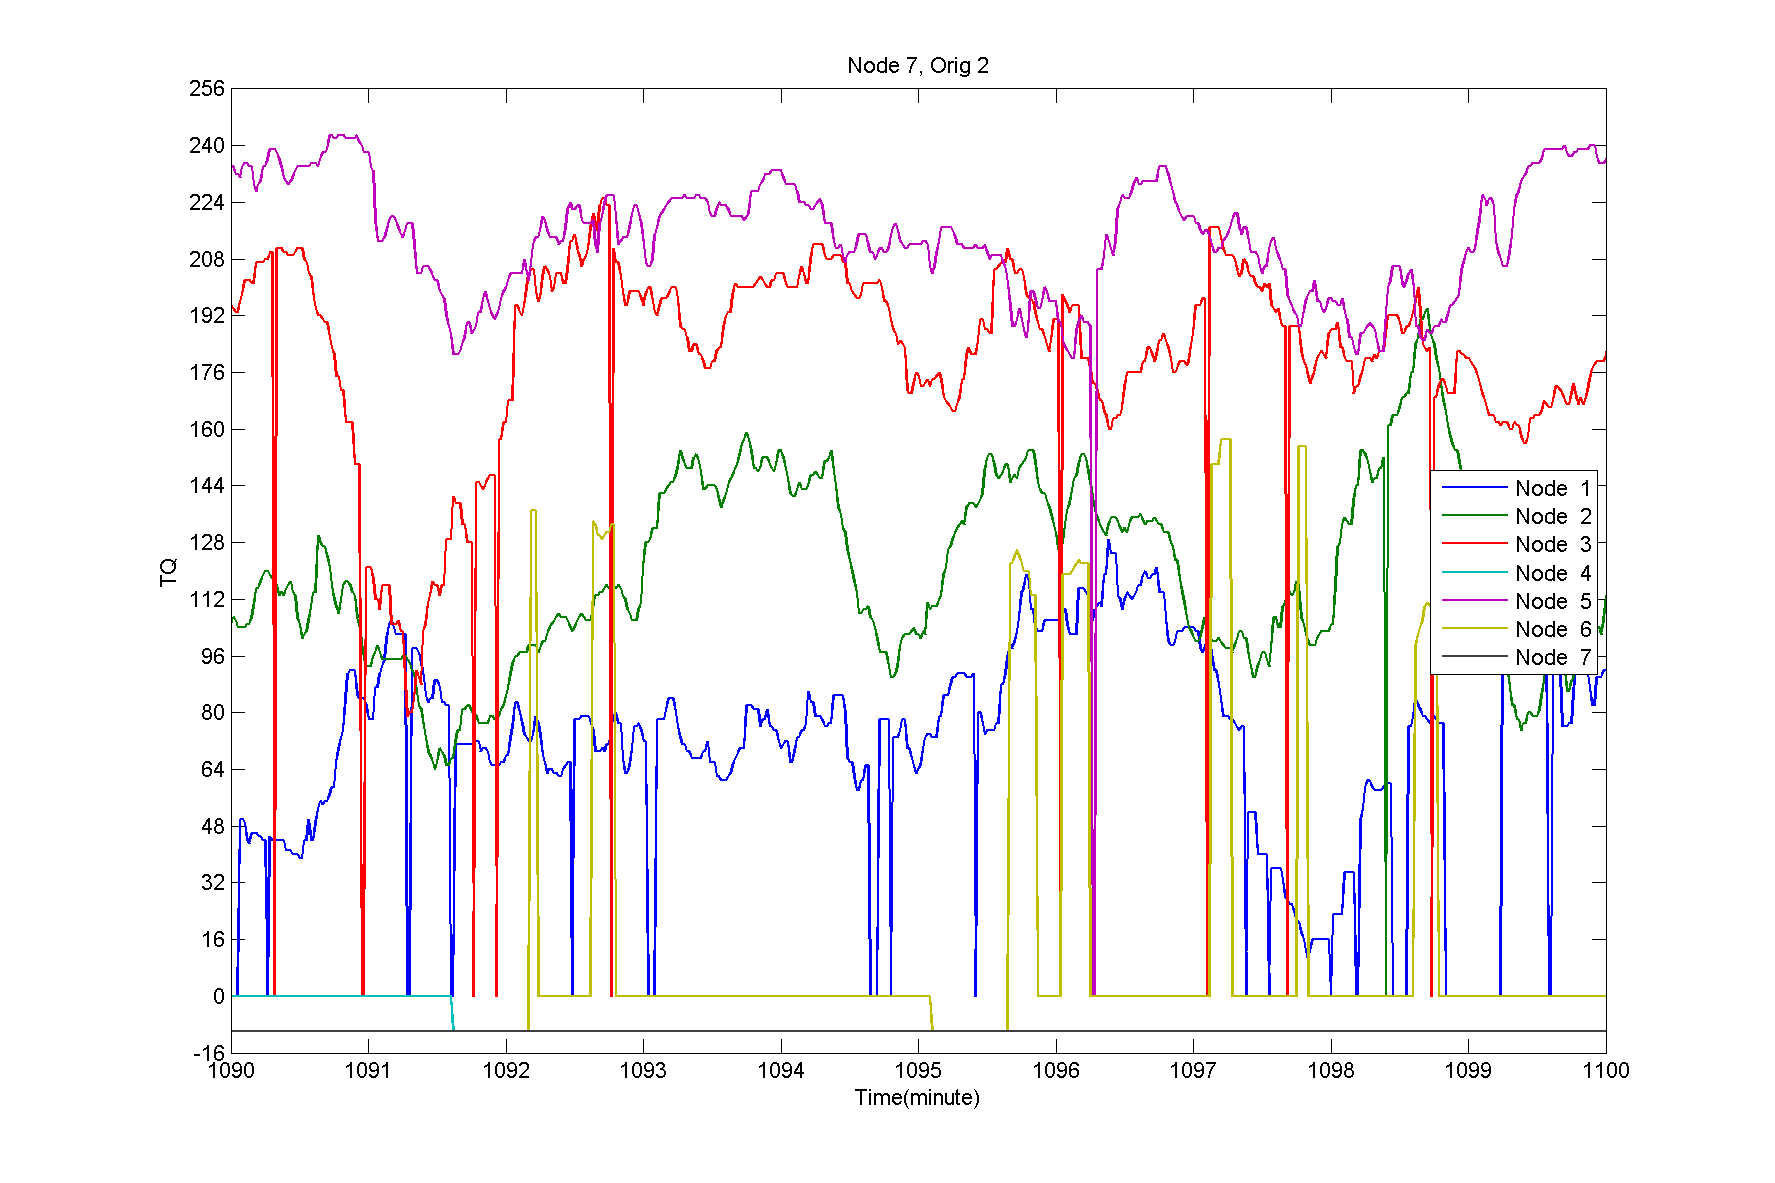 Node 7, Orig 2
256
240
224
208
192
176
160
144
128
112
96
80
64
48
32
16
0
-16
TQ
Node 1
Node 2
Node 3
Node 4
Node 5
Node 6
Node 7
1090 1091 1092 1093 1094 1095 1096 1097 1098 1099 1100
Time(minute)